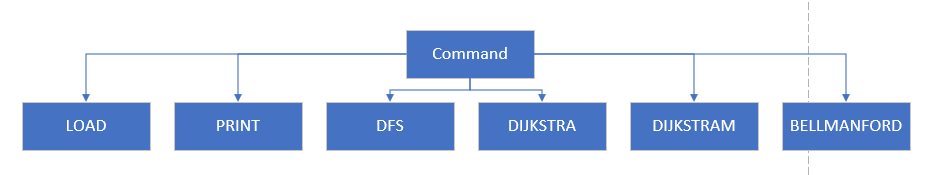 Command
LOAD
PRINT
DFS
DIJKSTRA
DIJKSTRAM
BELLMANFORD